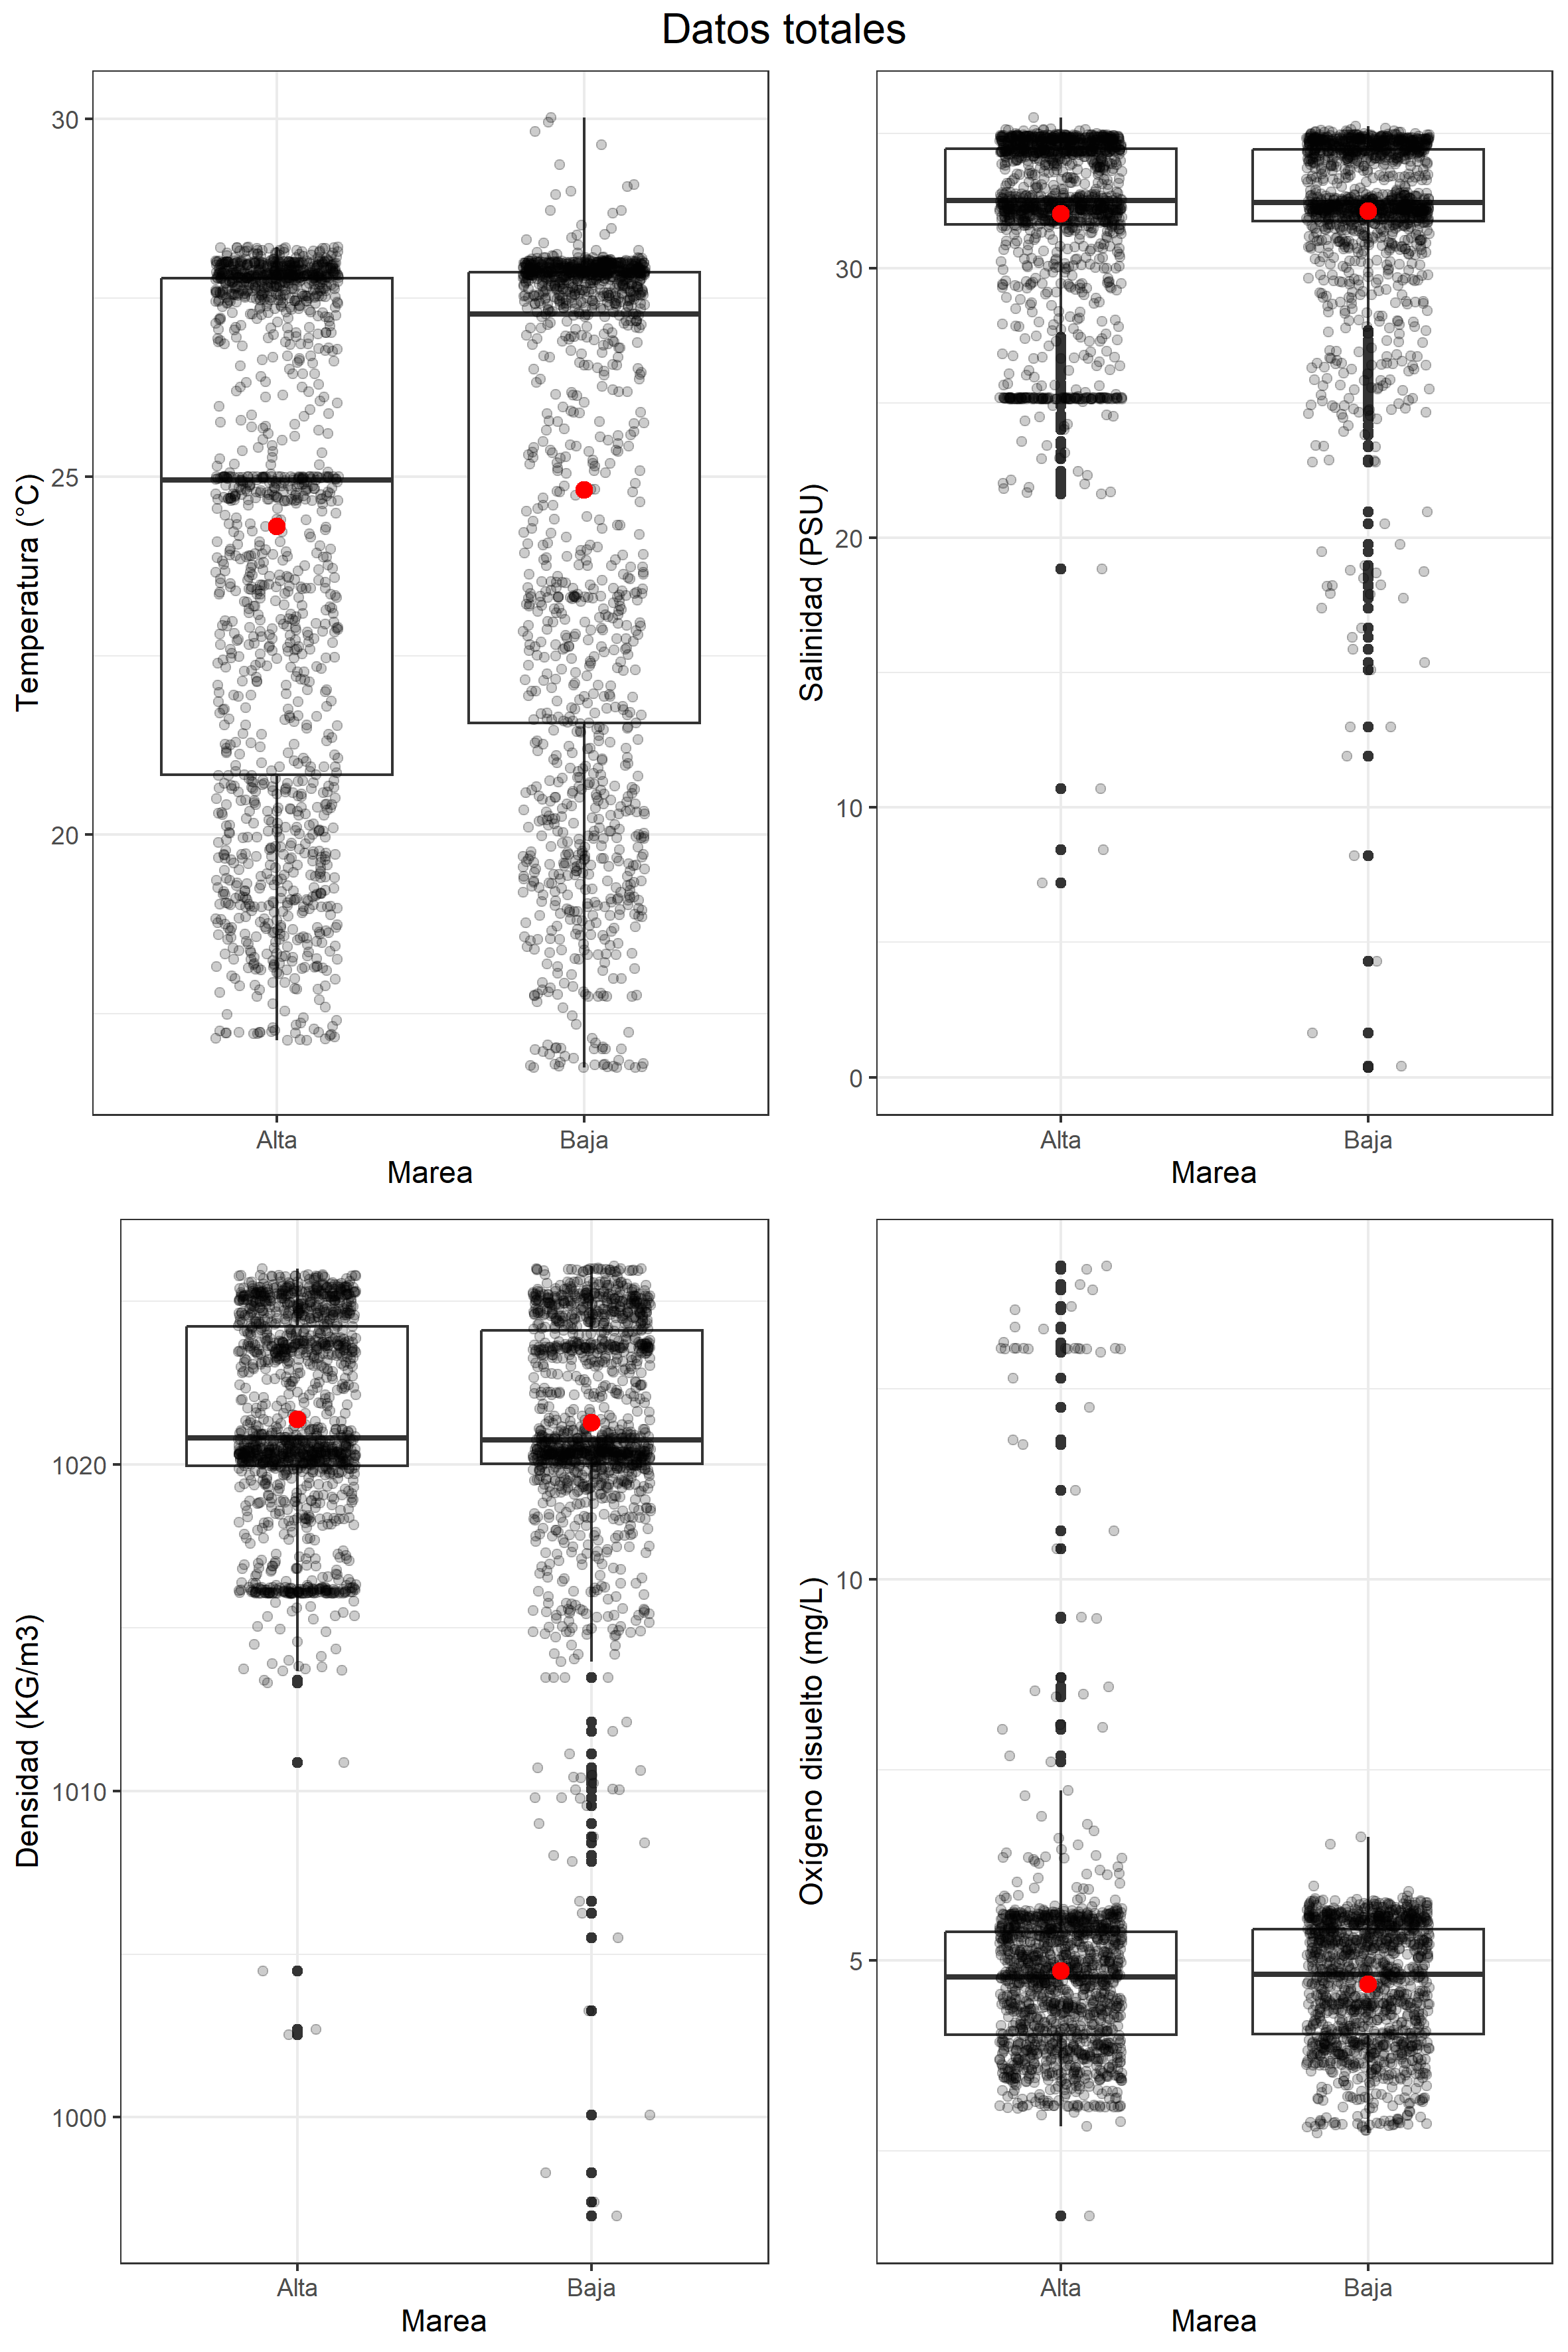 Datos totales
Temperatura (°C)
30
25
20
Alta Baja
Marea
Salinidad (PSU)
30
20
10
0
Alta Baja
Marea
Densidad (KG/m3)
1020
1010
1000
Alta Baja
Marea
Oxígeno disuelto (mg/L)
10
5
Alta Baja
Marea